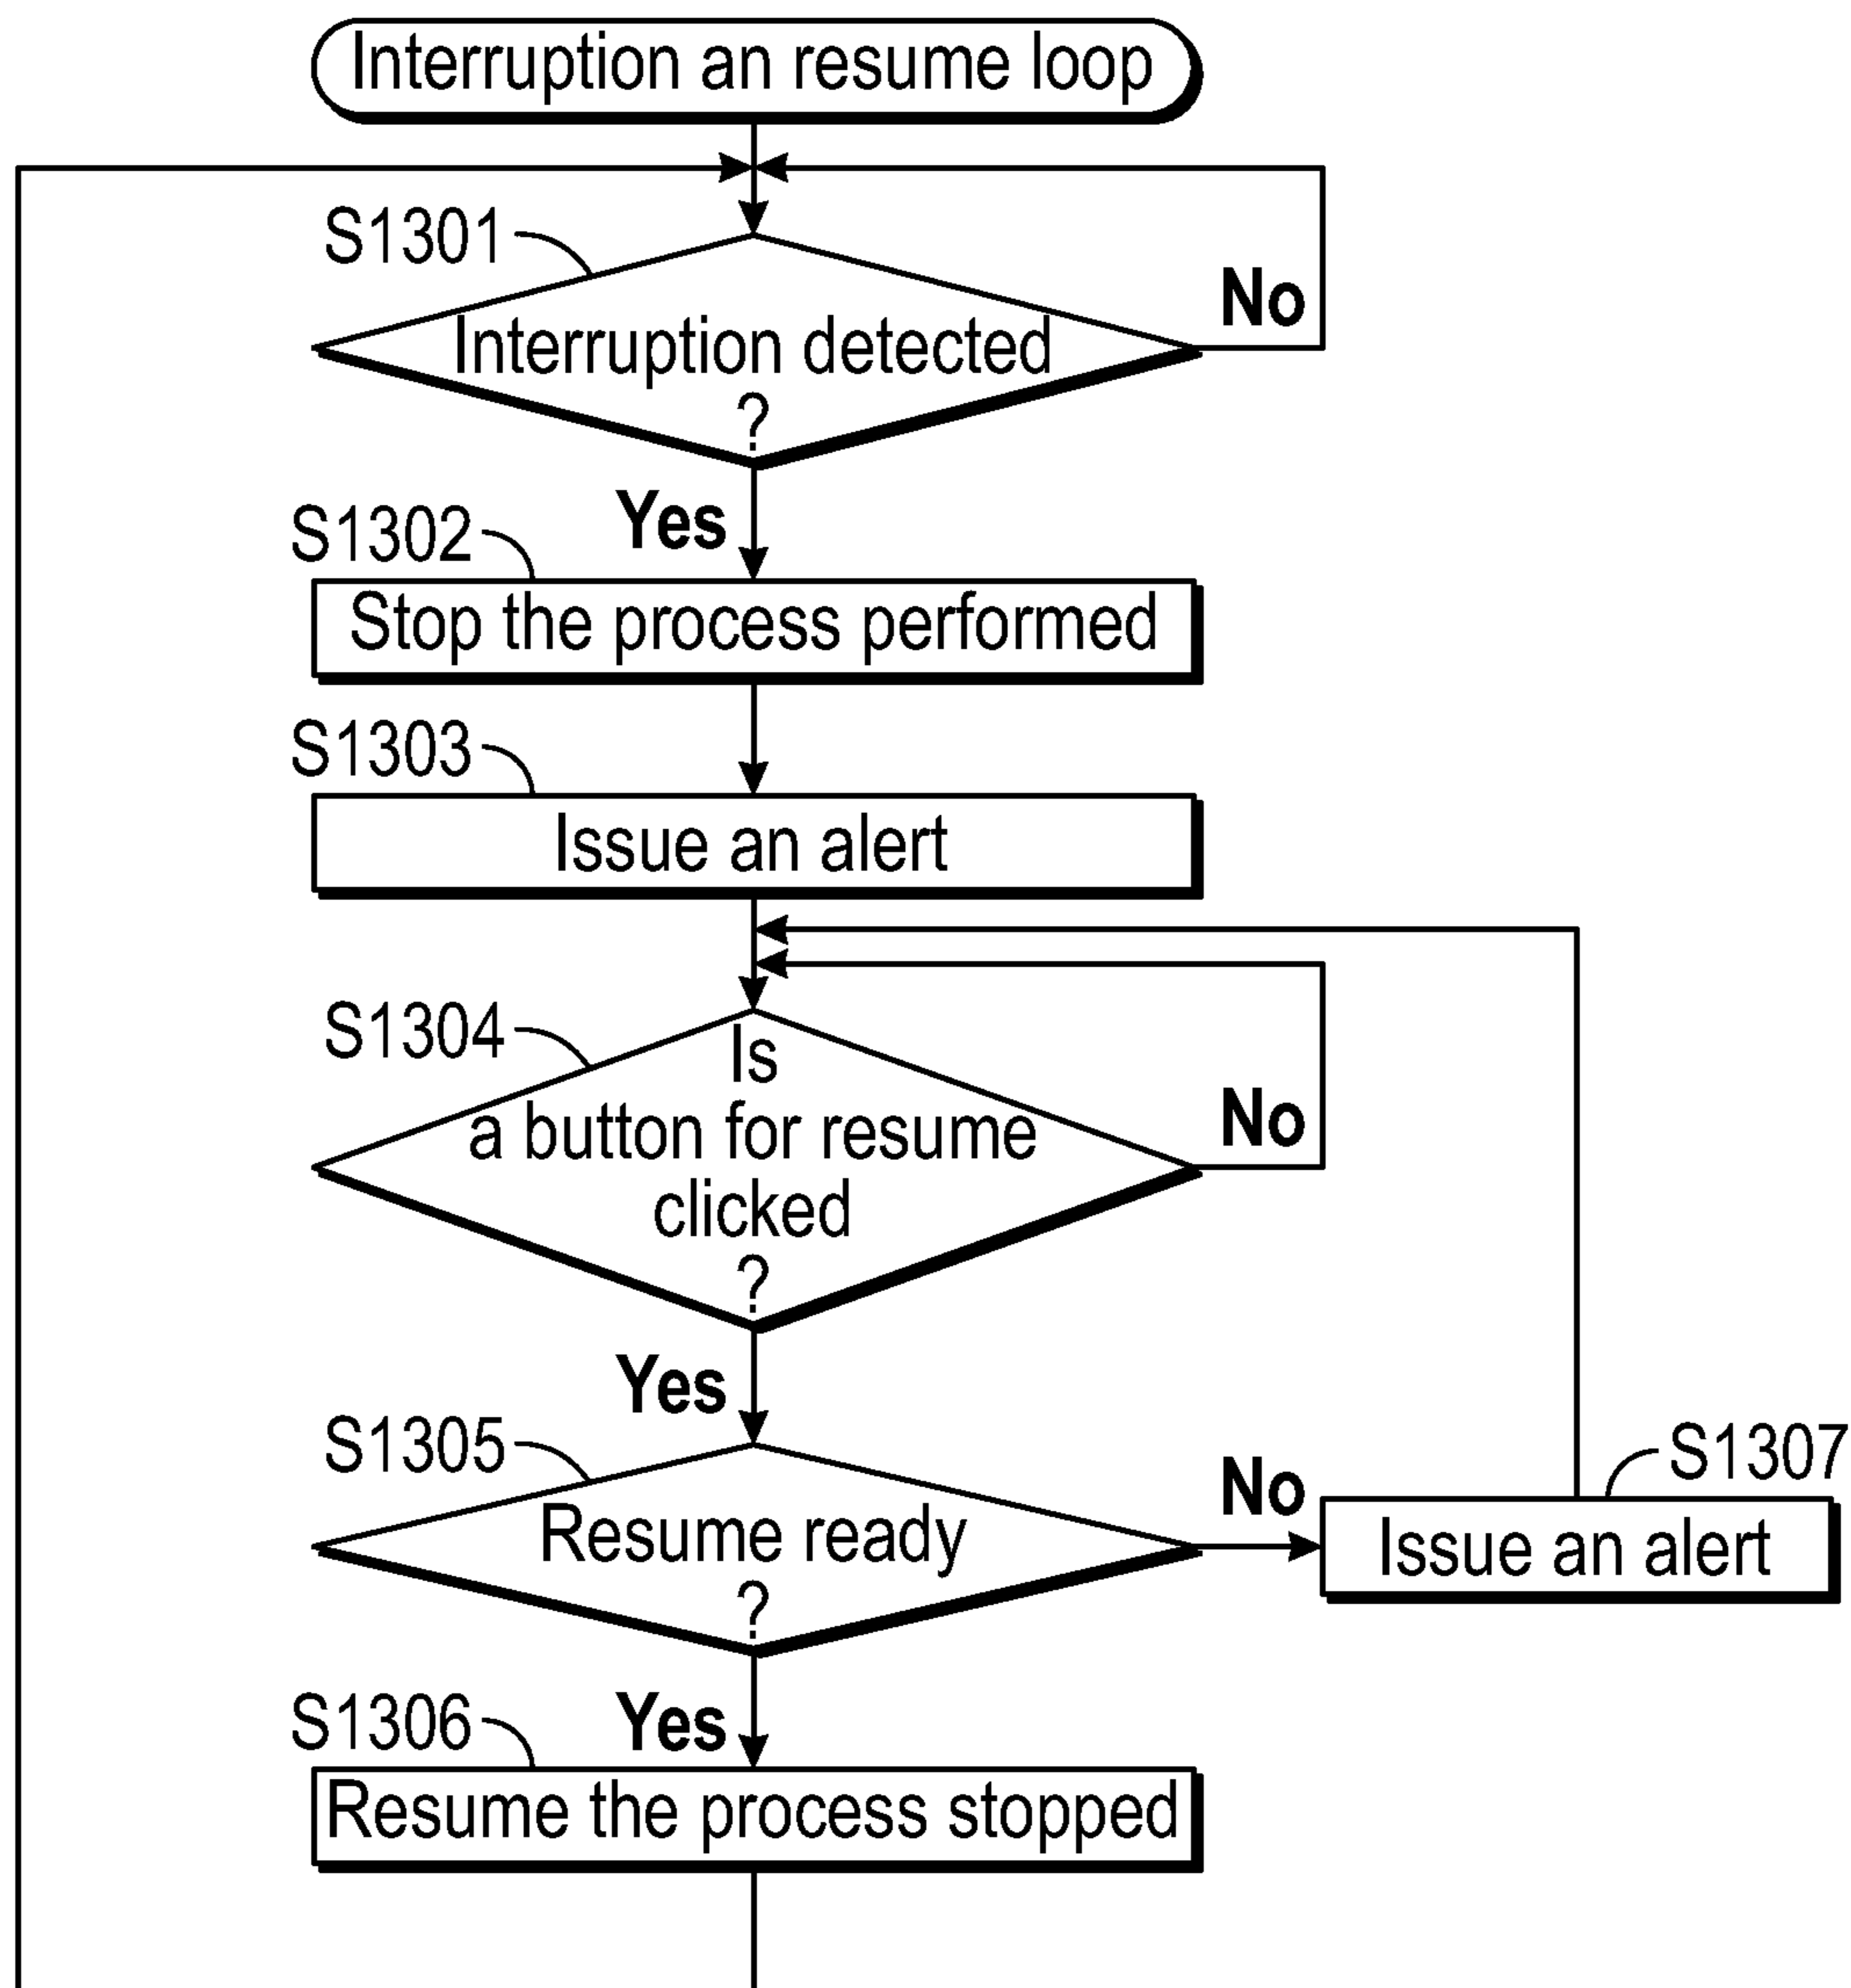 Interruption an resume loop
S1301
No
Interruption detected
?
Yes
S1302
Stop the process performed
S1303
Issue an alert
S1304
Is
a button for resume
No
clicked
?
Yes
S1305
S1307
No
Resume ready
Issue an alert
?
S1306
Yes
Resume the process stopped